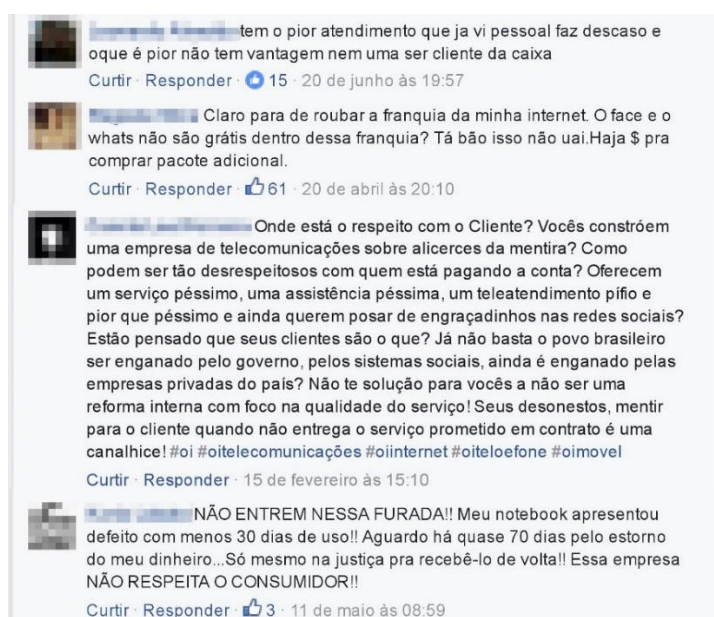 tem o pior atendimento que ja vi pessoal faz descaso e
oque é pior não tem vantagem nem uma ser cliente da caixa
Curtir · Responder · 15 · 20 de junho às 19:57
Claro para de roubar a franquia da minha internet. O face e o
whats não são grátis dentro dessa franquia? Tá bão isso não uai.Haja $ pra
comprar pacote adicional.
Curtir · Responder · 61 · 20 de abril às 20:10
Onde está o respeito com o Cliente? Vocês constróem
uma empresa de telecomunicações sobre alicerces da mentira? Como
podem ser tão desrespeitosos com quem está pagando a conta? Oferecem
um serviço péssimo, uma assistência péssima, um teleatendimento pífio e
pior que péssimo e ainda querem posar de engraçadinhos nas redes sociais?
Estão pensado que seus clientes são o que? Já não basta o povo brasileiro
ser enganado pelo governo, pelos sistemas sociais, ainda é enganado pelas
empresas privadas do país? Não te solução para vocês a não ser uma
reforma interna com foco na qualidade do serviço! Seus desonestos, mentir
para o cliente quando não entrega o serviço prometido em contrato é uma
canalhice! #oi #oitelecomunicações #oiinternet #oiteloefone #oimovel
Curtir · Responder · 15 de fevereiro às 15:10
NÃO ENTREM NESSA FURADA!! Meu notebook apresentou
defeito com menos 30 dias de uso!! Aguardo há quase 70 dias pelo estorno
do meu dinheiro...Só mesmo na justiça pra recebê-lo de volta!! Essa empresa
NÃO RESPEITA O CONSUMIDOR!!
Curtir · Responder · 3 · 11 de maio às 08:59